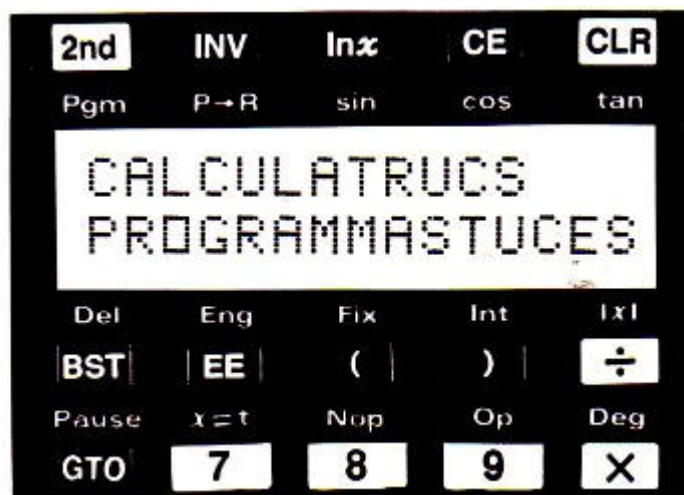 2nd INV lnx CE CLR
Pgm P→R sin cos tan
CALCULATRUCS
PROGRAMMASTUCES
Del Eng Fix Int |x|
BST EE ( ) ÷
Pause x=t Nop Op Deg
GTO 7 8 9 ×